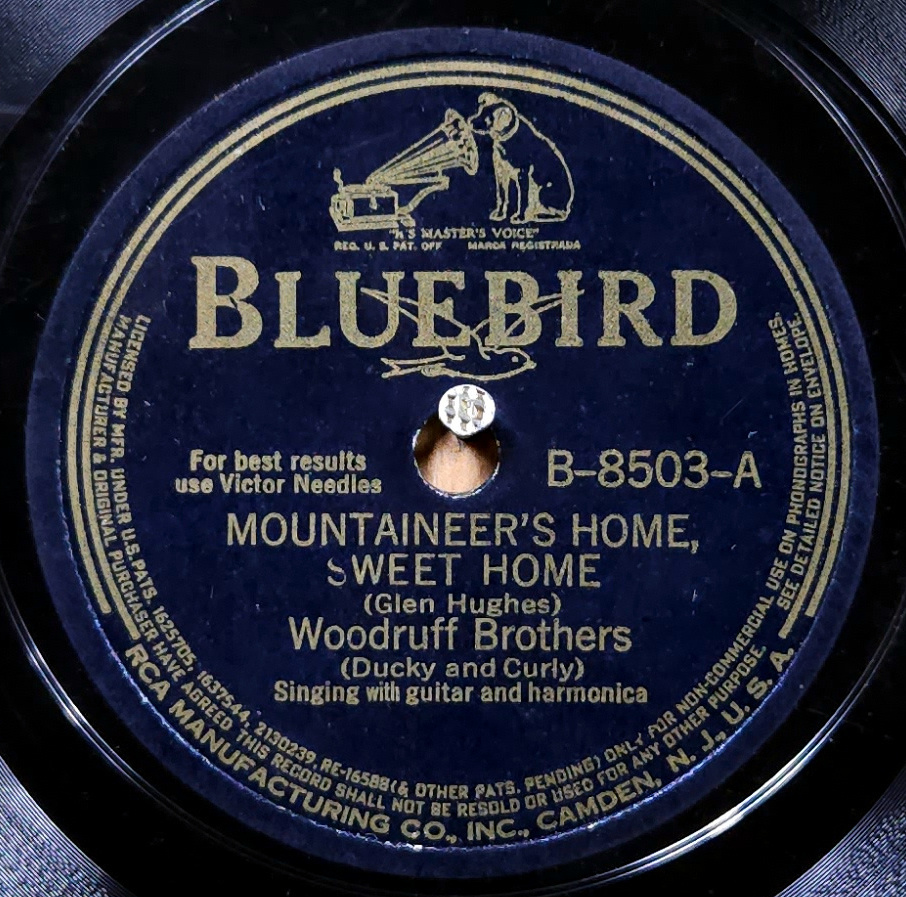 "HIS MASTER'S VOICE"
REG. U. S. PAT. OFF    MARCA REGISTRADA
BLUEBIRD
For best results
use Victor Needles
B-8503-A
MOUNTAINEER'S HOME,
SWEET HOME
(Glen Hughes)
Woodruff Brothers
(Ducky and Curly)
Singing with guitar and harmonica
LICENSED BY MFR. UNDER U.S. PATS. 1625705, 1637544, 2130239, RE-16588 (& OTHER PATS. PENDING) ONLY FOR NON-COMMERCIAL USE ON PHONOGRAPHS IN HOMES.
MANUFACTURER & ORIGINAL PURCHASER HAVE AGREED THIS RECORD SHALL NOT BE RESOLD OR USED FOR ANY OTHER PURPOSE. SEE DETAILED NOTICE ON ENVELOPE.
RCA MANUFACTURING CO., INC., CAMDEN, N. J., U. S. A.